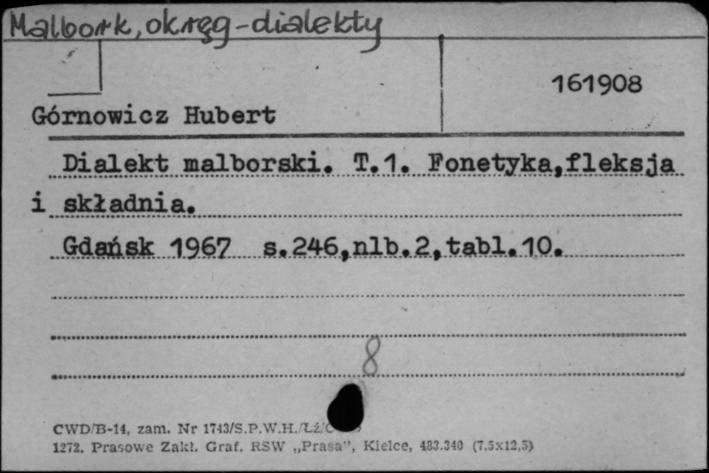 Malbork, okręg-dialekty
161908
Górnowicz Hubert
Dialekt malborski. T.1. Fonetyka,fleksja
i składnia.
Gdańsk 1967 s.246,nlb.2,tabl.10.
8
CWD/B-14, zam. Nr 1743/S.P.W.H./Łź/
1272. Prasowe Zakł. Graf. RSW „Prasa”, Kielce, 483.340 (7,5x12,5)